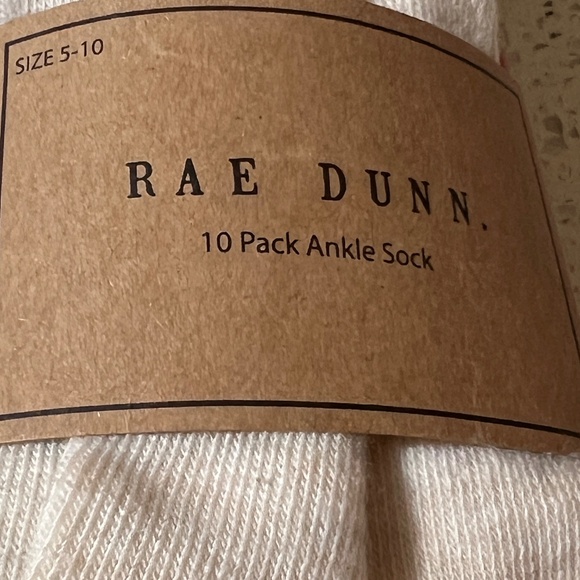 SIZE 5-10
RAE DUNN.
10 Pack Ankle Sock